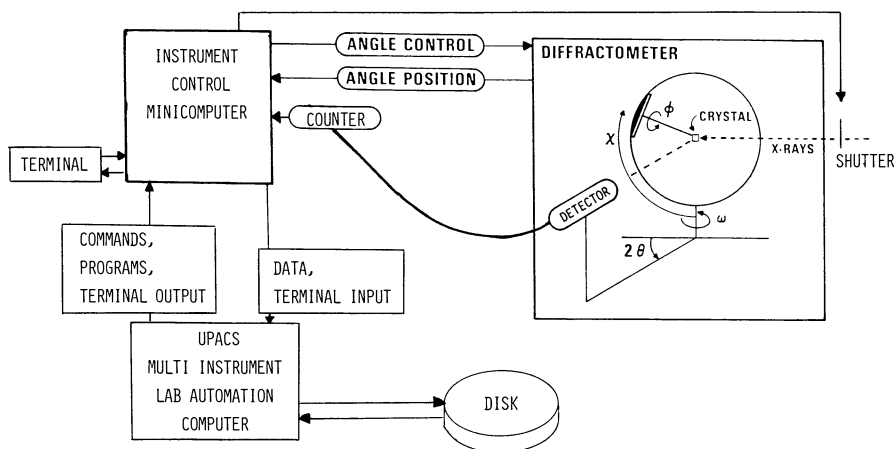 INSTRUMENT
CONTROL
MINICOMPUTER
ANGLE CONTROL
ANGLE POSITION
COUNTER
TERMINAL
DIFFRACTOMETER
ϕ
CRYSTAL
χ
X-RAYS
SHUTTER
DETECTOR
ω
2θ
COMMANDS,
PROGRAMS,
TERMINAL OUTPUT
DATA,
TERMINAL INPUT
UPACS
MULTI INSTRUMENT
LAB AUTOMATION
COMPUTER
DISK